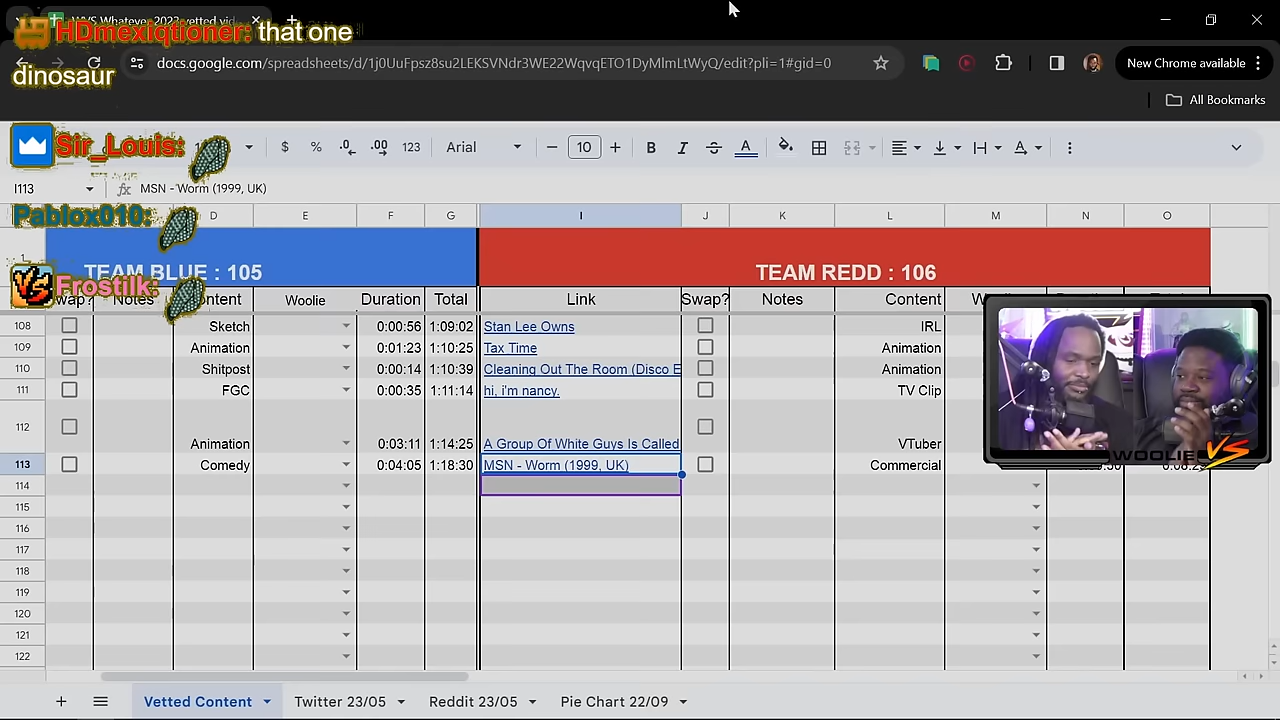 WVS Whatever 2023 vetted vid
HDmexiqtioner: that one
dinosaur
docs.google.com/spreadsheets/d/1j0UuFpsz8su2LEKSVNdr3WE22WqvqETO1DyMlmLtWyQ/edit?pli=1#gid=0
New Chrome available
All Bookmarks
Sir_Louis:
$ % .0 .00 123 Arial 10 B I S A
I113 fx MSN - Worm (1999, UK)
Pablox010:
D E F G I J K L M N O
TEAM BLUE : 105 TEAM REDD : 106
Frostilk:
Notes Woolie Duration Total Link Swap? Notes Content
108 Sketch 0:00:56 1:09:02 Stan Lee Owns IRL
109 Animation 0:01:23 1:10:25 Tax Time Animation
110 Shitpost 0:00:14 1:10:39 Cleaning Out The Room (Disco E Animation
111 FGC 0:00:35 1:11:14 hi, i'm nancy. TV Clip
112 Animation 0:03:11 1:14:25 A Group Of White Guys Is Called VTuber
113 Comedy 0:04:05 1:18:30 MSN - Worm (1999, UK) Commercial
WOOLIE VS
114
115
116
117
118
119
120
121
122
Vetted Content Twitter 23/05 Reddit 23/05 Pie Chart 22/09